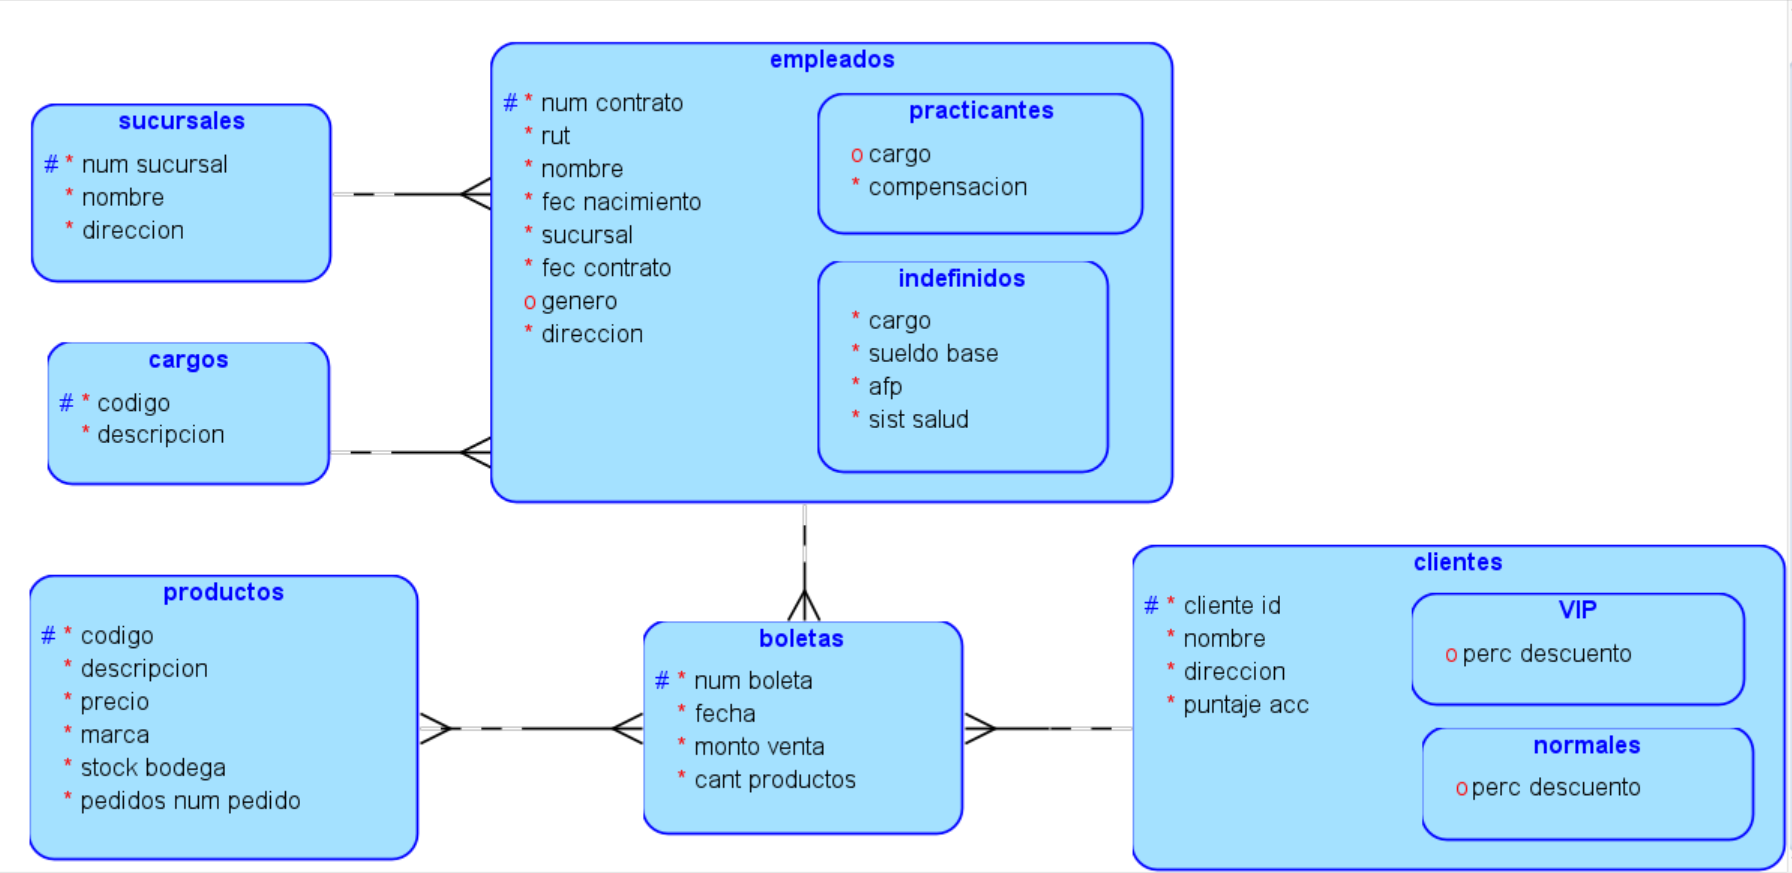 sucursales
# * num sucursal
* nombre
* direccion
cargos
# * codigo
* descripcion
empleados
# * num contrato
* rut
* nombre
* fec nacimiento
* sucursal
* fec contrato
o genero
* direccion
practicantes
o cargo
* compensacion
indefinidos
* cargo
* sueldo base
* afp
* sist salud
productos
# * codigo
* descripcion
* precio
* marca
* stock bodega
* pedidos num pedido
boletas
# * num boleta
* fecha
* monto venta
* cant productos
clientes
# * cliente id
* nombre
* direccion
* puntaje acc
VIP
o perc descuento
normales
o perc descuento